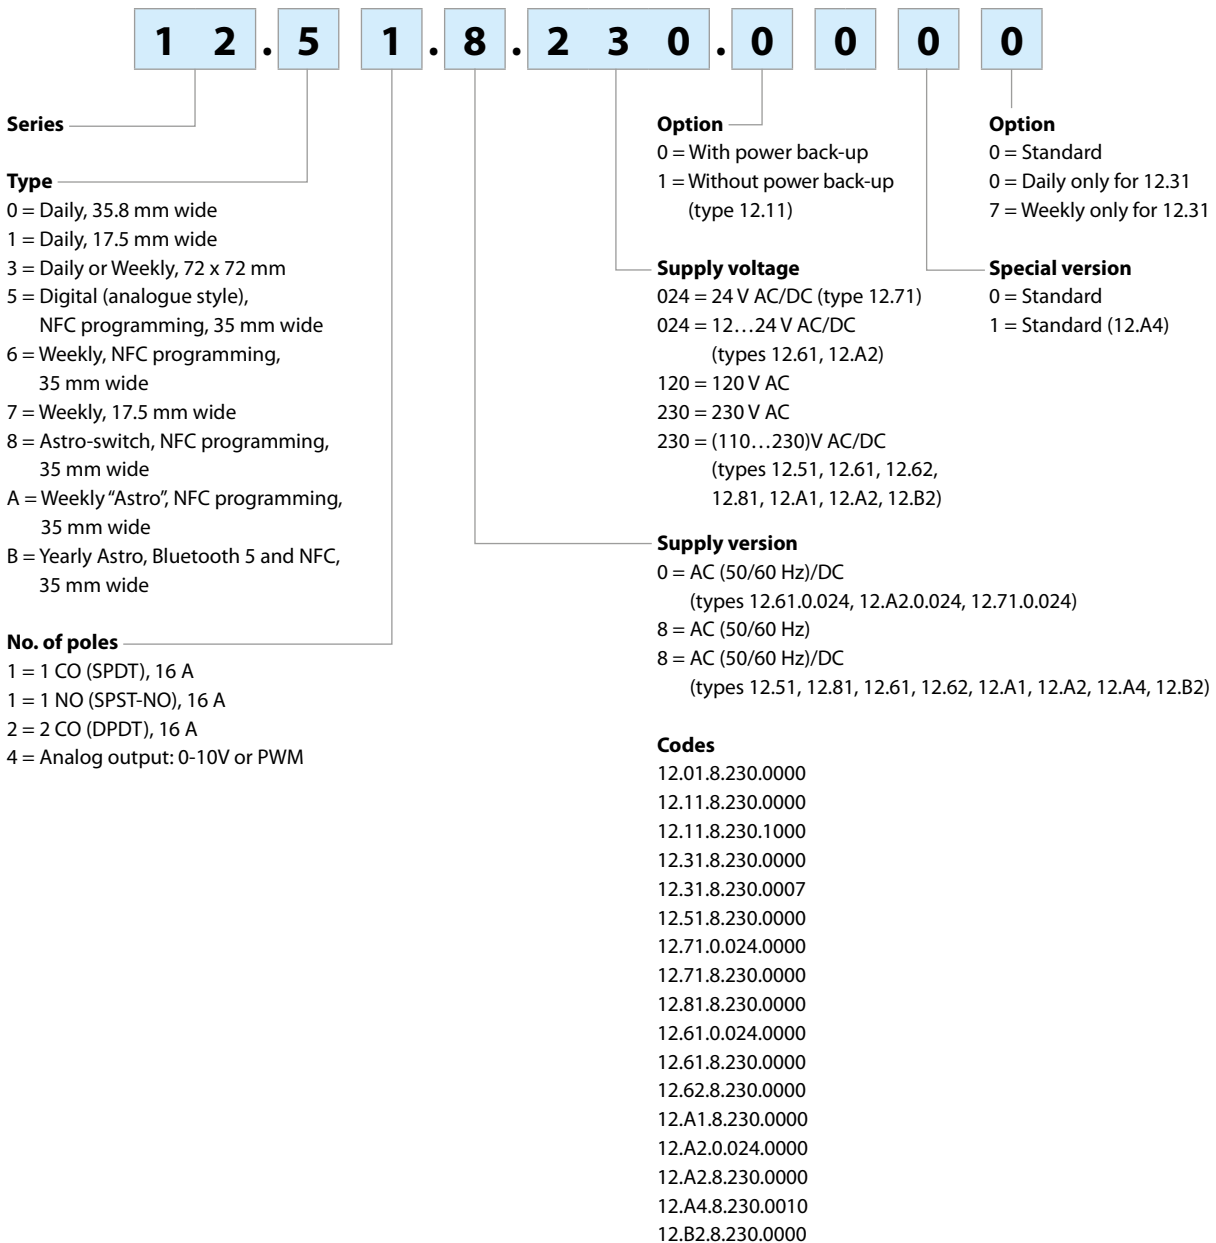 12.51.8.230.0000
Series
Type
0 = Daily, 35.8 mm wide
1 = Daily, 17.5 mm wide
3 = Daily or Weekly, 72 x 72 mm
5 = Digital (analogue style),
NFC programming, 35 mm wide
6 = Weekly, NFC programming,
35 mm wide
7 = Weekly, 17.5 mm wide
8 = Astro-switch, NFC programming,
35 mm wide
A = Weekly “Astro”, NFC programming,
35 mm wide
B = Yearly Astro, Bluetooth 5 and NFC,
35 mm wide
No. of poles
1 = 1 CO (SPDT), 16 A
1 = 1 NO (SPST-NO), 16 A
2 = 2 CO (DPDT), 16 A
4 = Analog output: 0-10V or PWM
Option
0 = With power back-up
1 = Without power back-up
(type 12.11)
Supply voltage
024 = 24 V AC/DC (type 12.71)
024 = 12…24 V AC/DC
(types 12.61, 12.A2)
120 = 120 V AC
230 = 230 V AC
230 = (110…230)V AC/DC
(types 12.51, 12.61, 12.62,
12.81, 12.A1, 12.A2, 12.B2)
Supply version
0 = AC (50/60 Hz)/DC
(types 12.61.0.024, 12.A2.0.024, 12.71.0.024)
8 = AC (50/60 Hz)
8 = AC (50/60 Hz)/DC
(types 12.51, 12.81, 12.61, 12.62, 12.A1, 12.A2, 12.A4, 12.B2)
Option
0 = Standard
0 = Daily only for 12.31
7 = Weekly only for 12.31
Special version
0 = Standard
1 = Standard (12.A4)
Codes
12.01.8.230.0000
12.11.8.230.0000
12.11.8.230.1000
12.31.8.230.0000
12.31.8.230.0007
12.51.8.230.0000
12.71.0.024.0000
12.71.8.230.0000
12.81.8.230.0000
12.61.0.024.0000
12.61.8.230.0000
12.62.8.230.0000
12.A1.8.230.0000
12.A2.0.024.0000
12.A2.8.230.0000
12.A4.8.230.0010
12.B2.8.230.0000